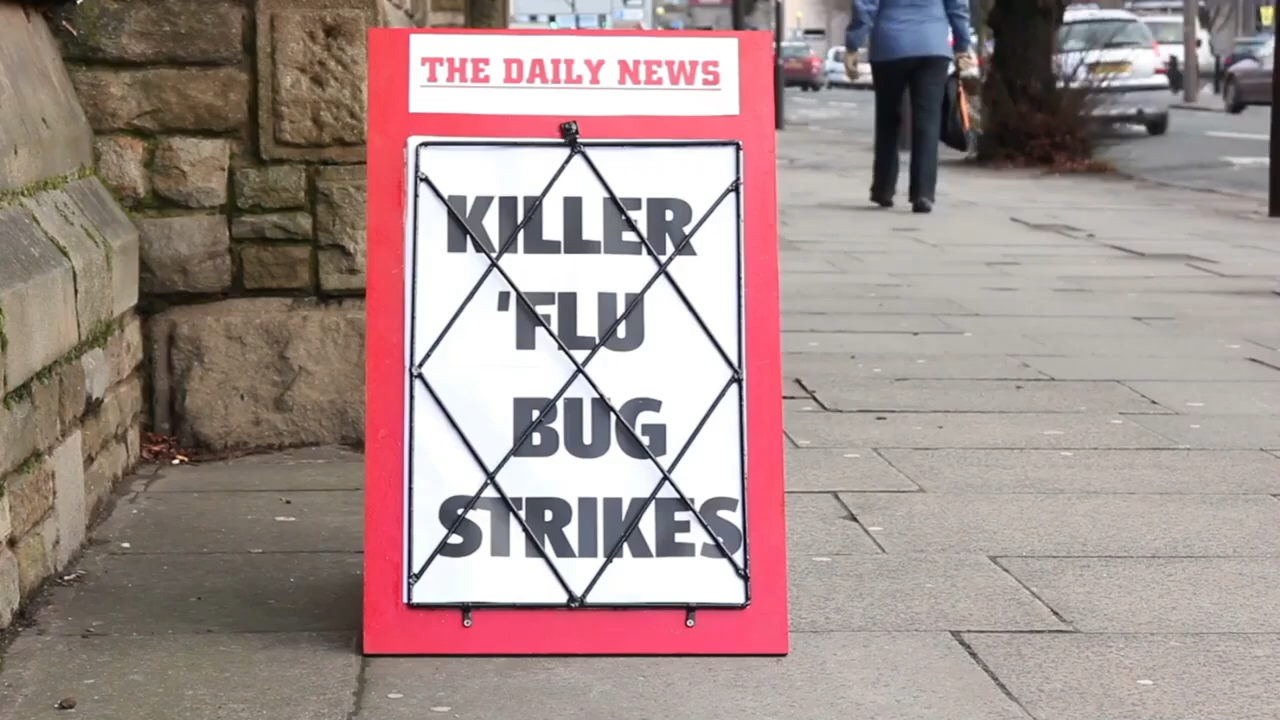 THE DAILY NEWS
KILLER
'FLU
BUG
STRIKES